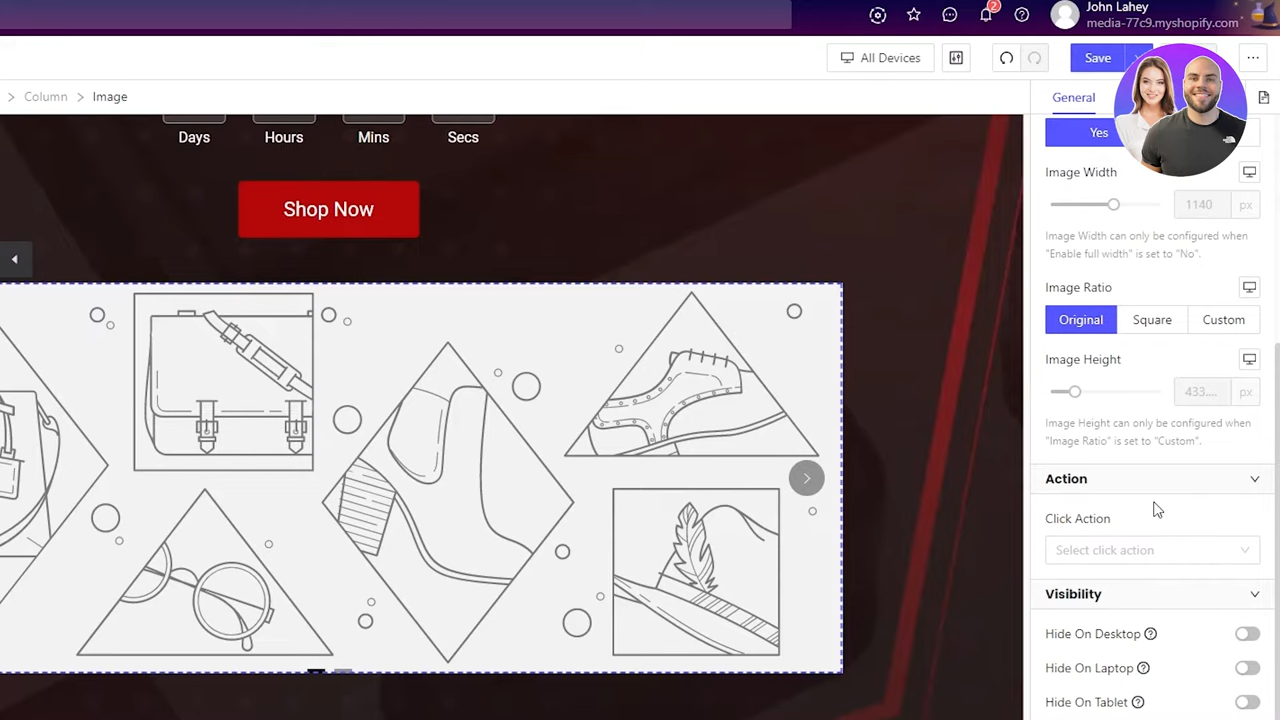 2
John Lahey
media-77c9.myshopify.com
All Devices
Save
Column
Image
General
Days
Hours
Mins
Secs
Yes
Image Width
1140
px
Shop Now
Image Width can only be configured when
"Enable full width" is set to "No".
Image Ratio
Original
Square
Custom
Image Height
433....
px
Image Height can only be configured when
"Image Ratio" is set to "Custom".
Action
Click Action
Select click action
Visibility
Hide On Desktop
Hide On Laptop
Hide On Tablet